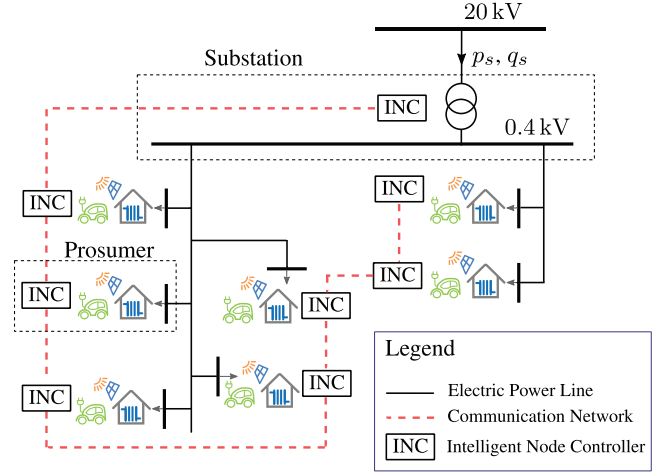 20 kV
p_s, q_s
Substation
INC
0.4 kV
INC
INC
Prosumer
INC
INC
INC
INC
INC
Legend
Electric Power Line
Communication Network
INC Intelligent Node Controller